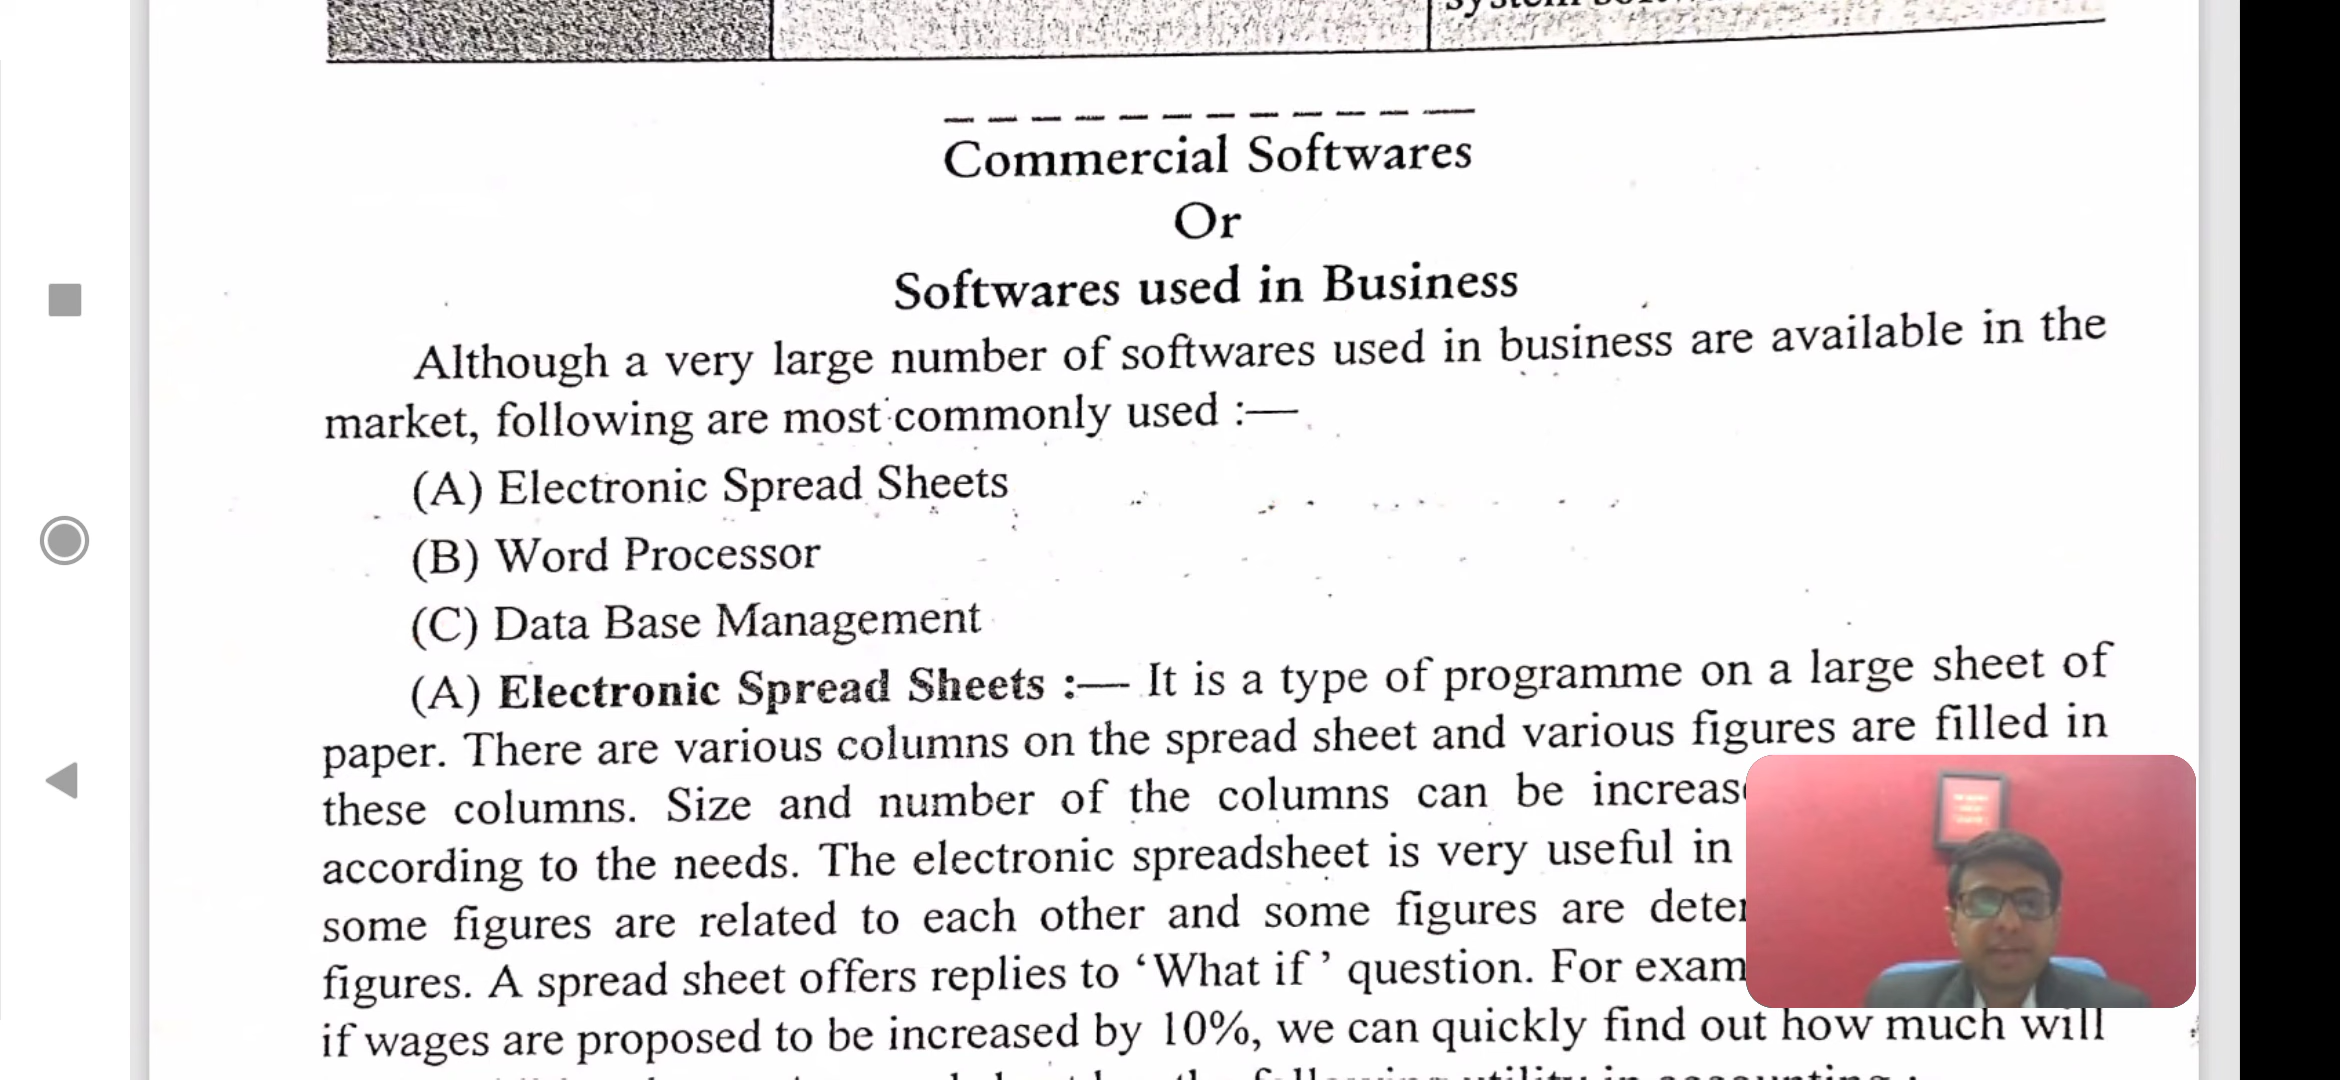 Commercial Softwares
Or
Softwares used in Business
Although a very large number of softwares used in business are available in the
market, following are most commonly used :—
(A) Electronic Spread Sheets
(B) Word Processor
(C) Data Base Management
(A) Electronic Spread Sheets :— It is a type of programme on a large sheet of
paper. There are various columns on the spread sheet and various figures are filled in
these columns. Size and number of the columns can be
according to the needs. The electronic spreadsheet is very useful in
some figures are related to each other and some figures are
figures. A spread sheet offers replies to ‘What if’ question. For
if wages are proposed to be increased by 10%, we can quickly find out how much will